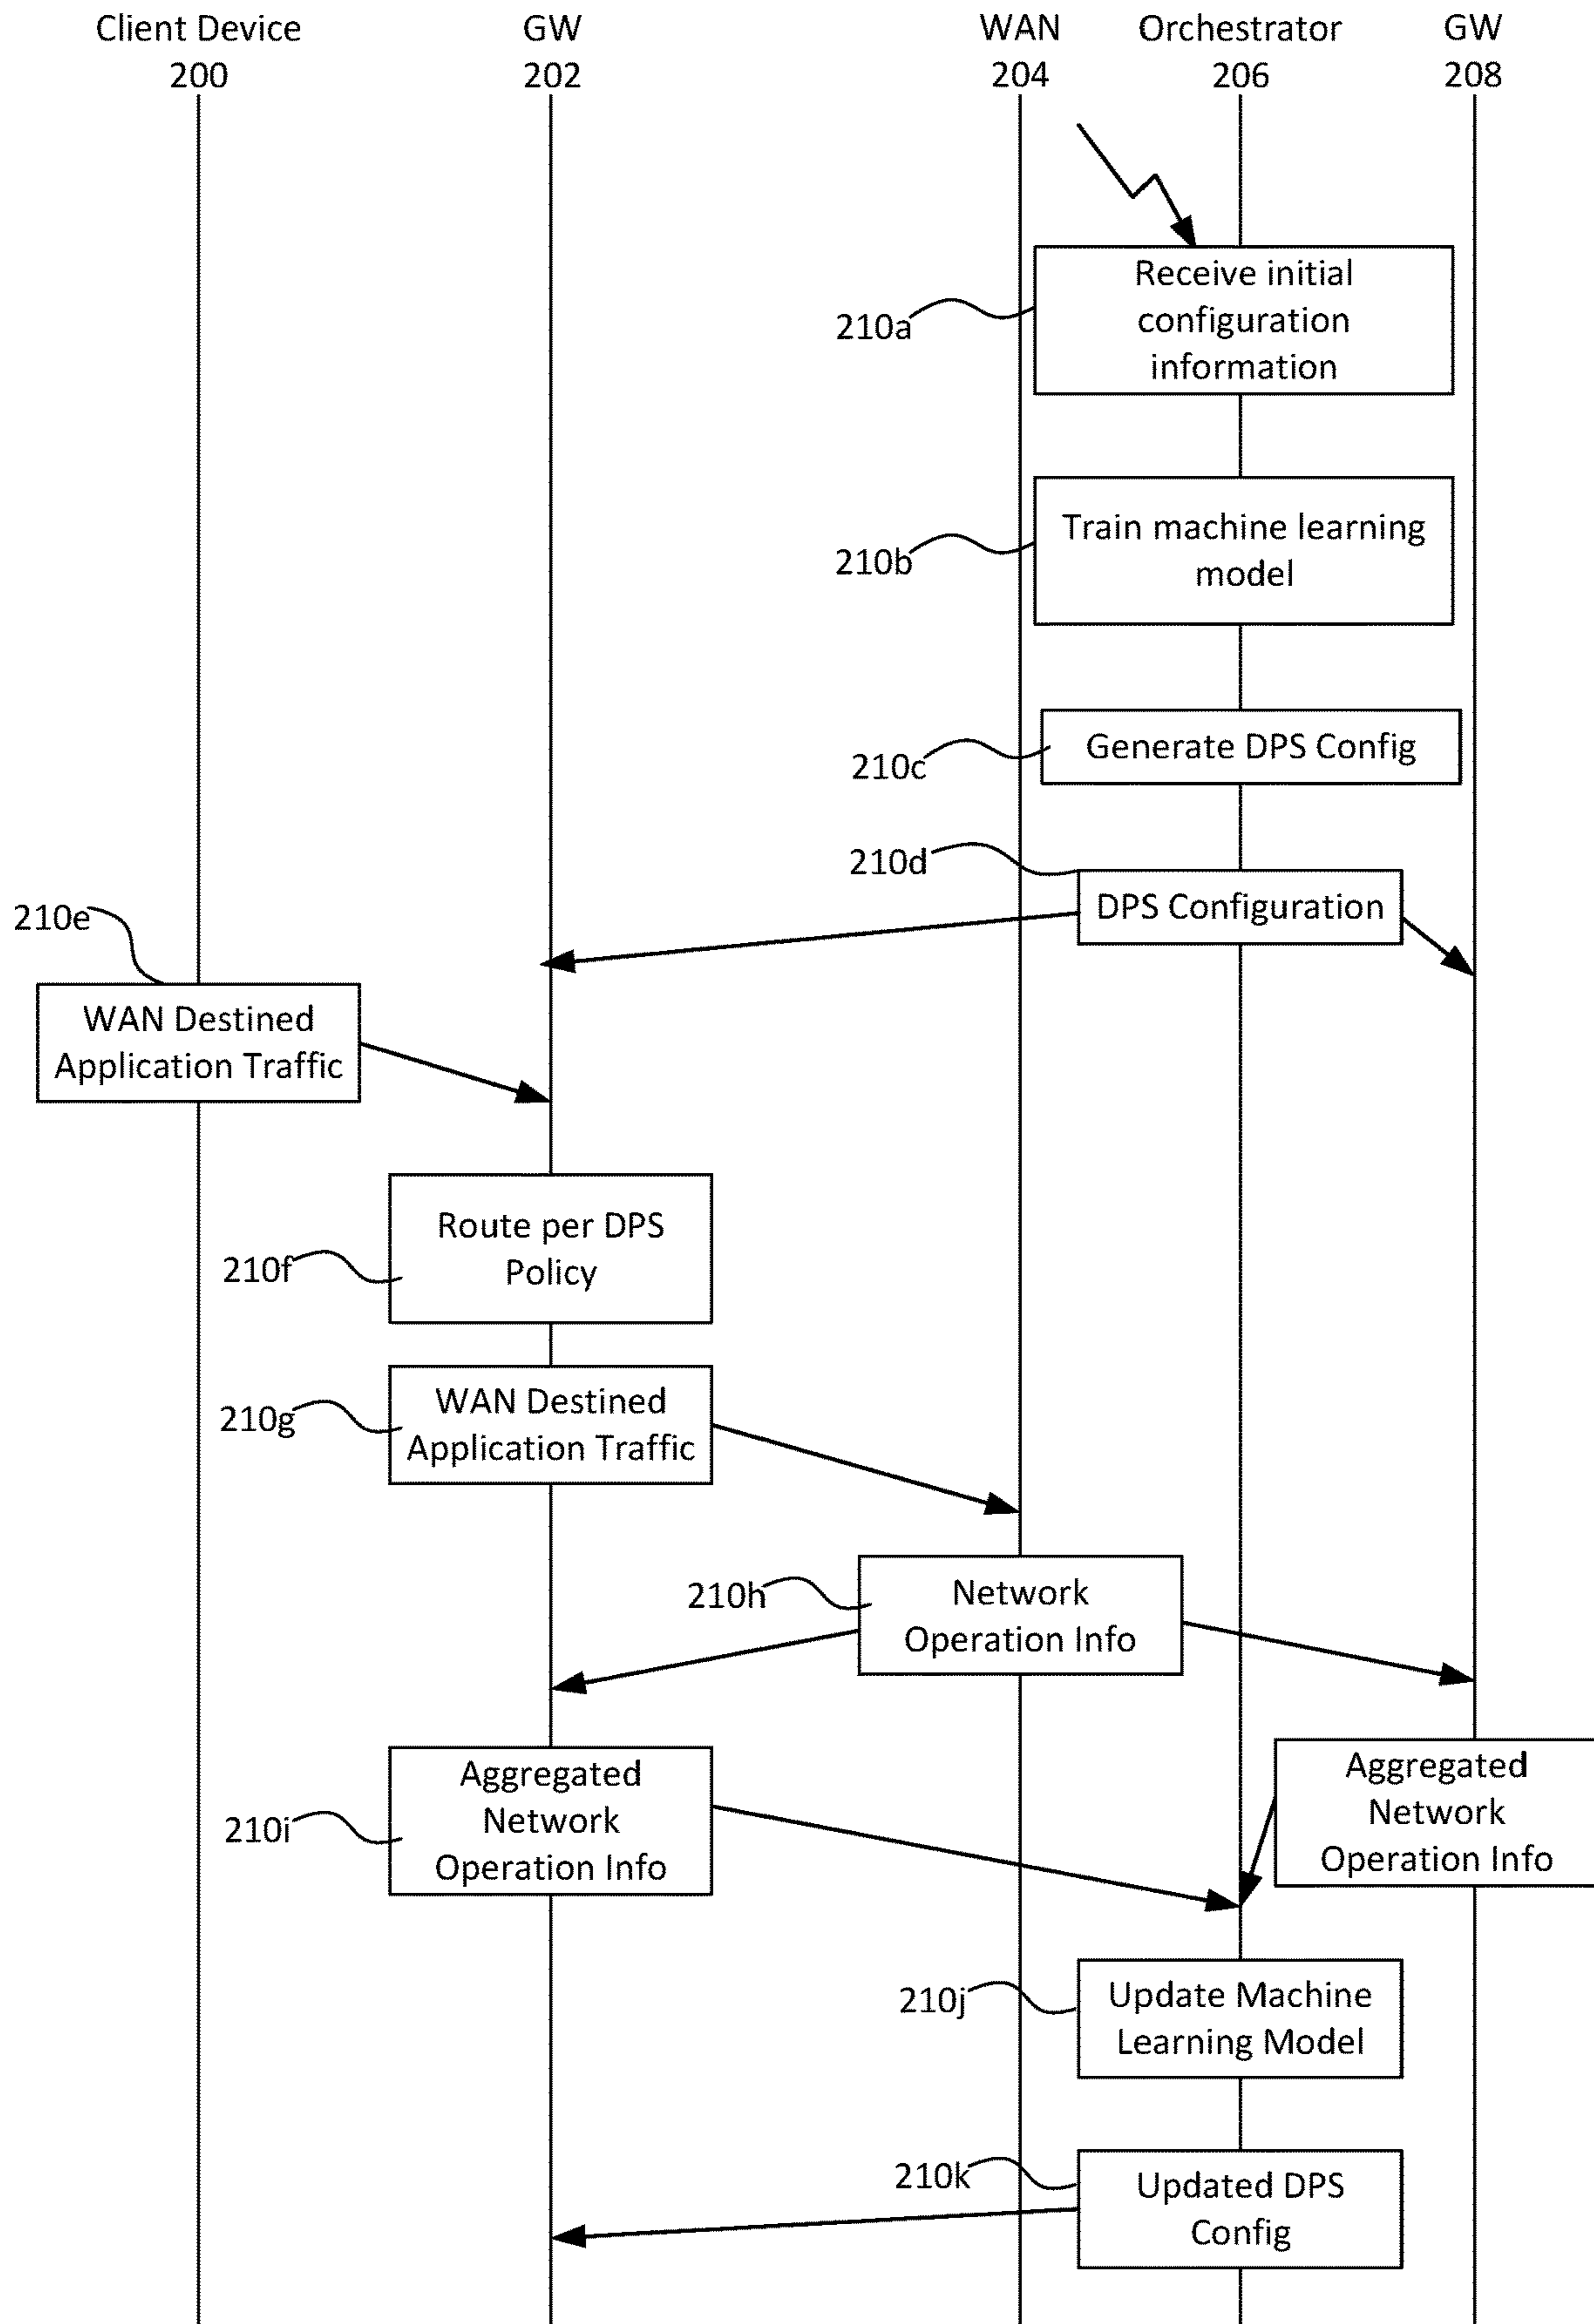 Client Device
200
GW
202
WAN
204
Orchestrator
206
GW
208
Receive initial
configuration
information
210a
Train machine learning
model
210b
Generate DPS Config
210c
210d
DPS Configuration
210e
WAN Destined
Application Traffic
Route per DPS
Policy
210f
WAN Destined
Application Traffic
210g
210h
Network
Operation Info
Aggregated
Network
Operation Info
210i
Aggregated
Network
Operation Info
210j
Update Machine
Learning Model
210k
Updated DPS
Config